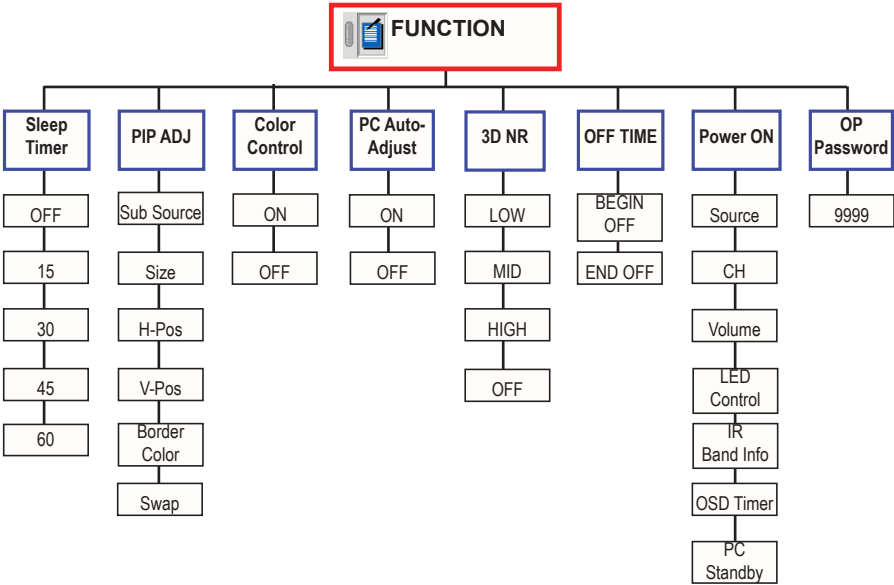 FUNCTION
Sleep
Timer
OFF
15
30
45
60
PIP ADJ
Sub Source
Size
H-Pos
V-Pos
Border
Color
Swap
Color
Control
ON
OFF
PC Auto-
Adjust
ON
OFF
3D NR
LOW
MID
HIGH
OFF
OFF TIME
BEGIN
OFF
END OFF
Power ON
Source
CH
Volume
LED
Control
IR
Band Info
OSD Timer
PC
Standby
OP
Password
9999